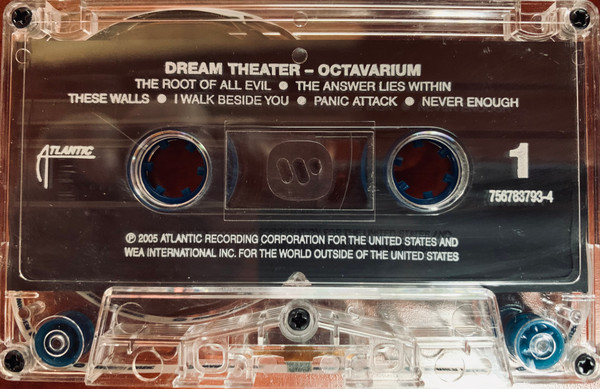 DREAM THEATER – OCTAVARIUM
THE ROOT OF ALL EVIL ● THE ANSWER LIES WITHIN
THESE WALLS ● I WALK BESIDE YOU ● PANIC ATTACK ● NEVER ENOUGH
ATLANTIC
1
756783793-4
℗ 2005 ATLANTIC RECORDING CORPORATION FOR THE UNITED STATES AND
WEA INTERNATIONAL INC. FOR THE WORLD OUTSIDE OF THE UNITED STATES